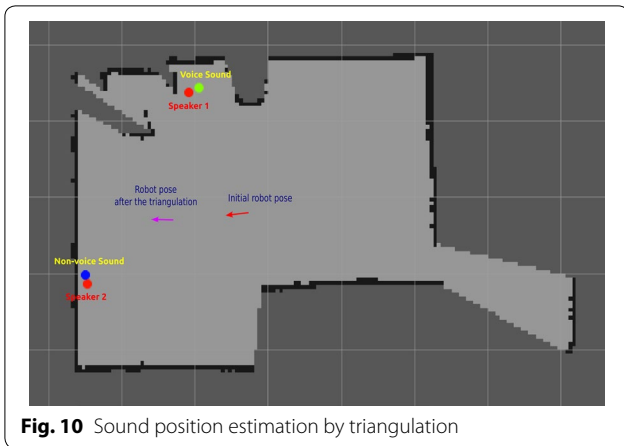 Voice Sound
Speaker 1
Robot pose
after the triangulation
Initial robot pose
Non-voice Sound
Speaker 2
Fig. 10 Sound position estimation by triangulation